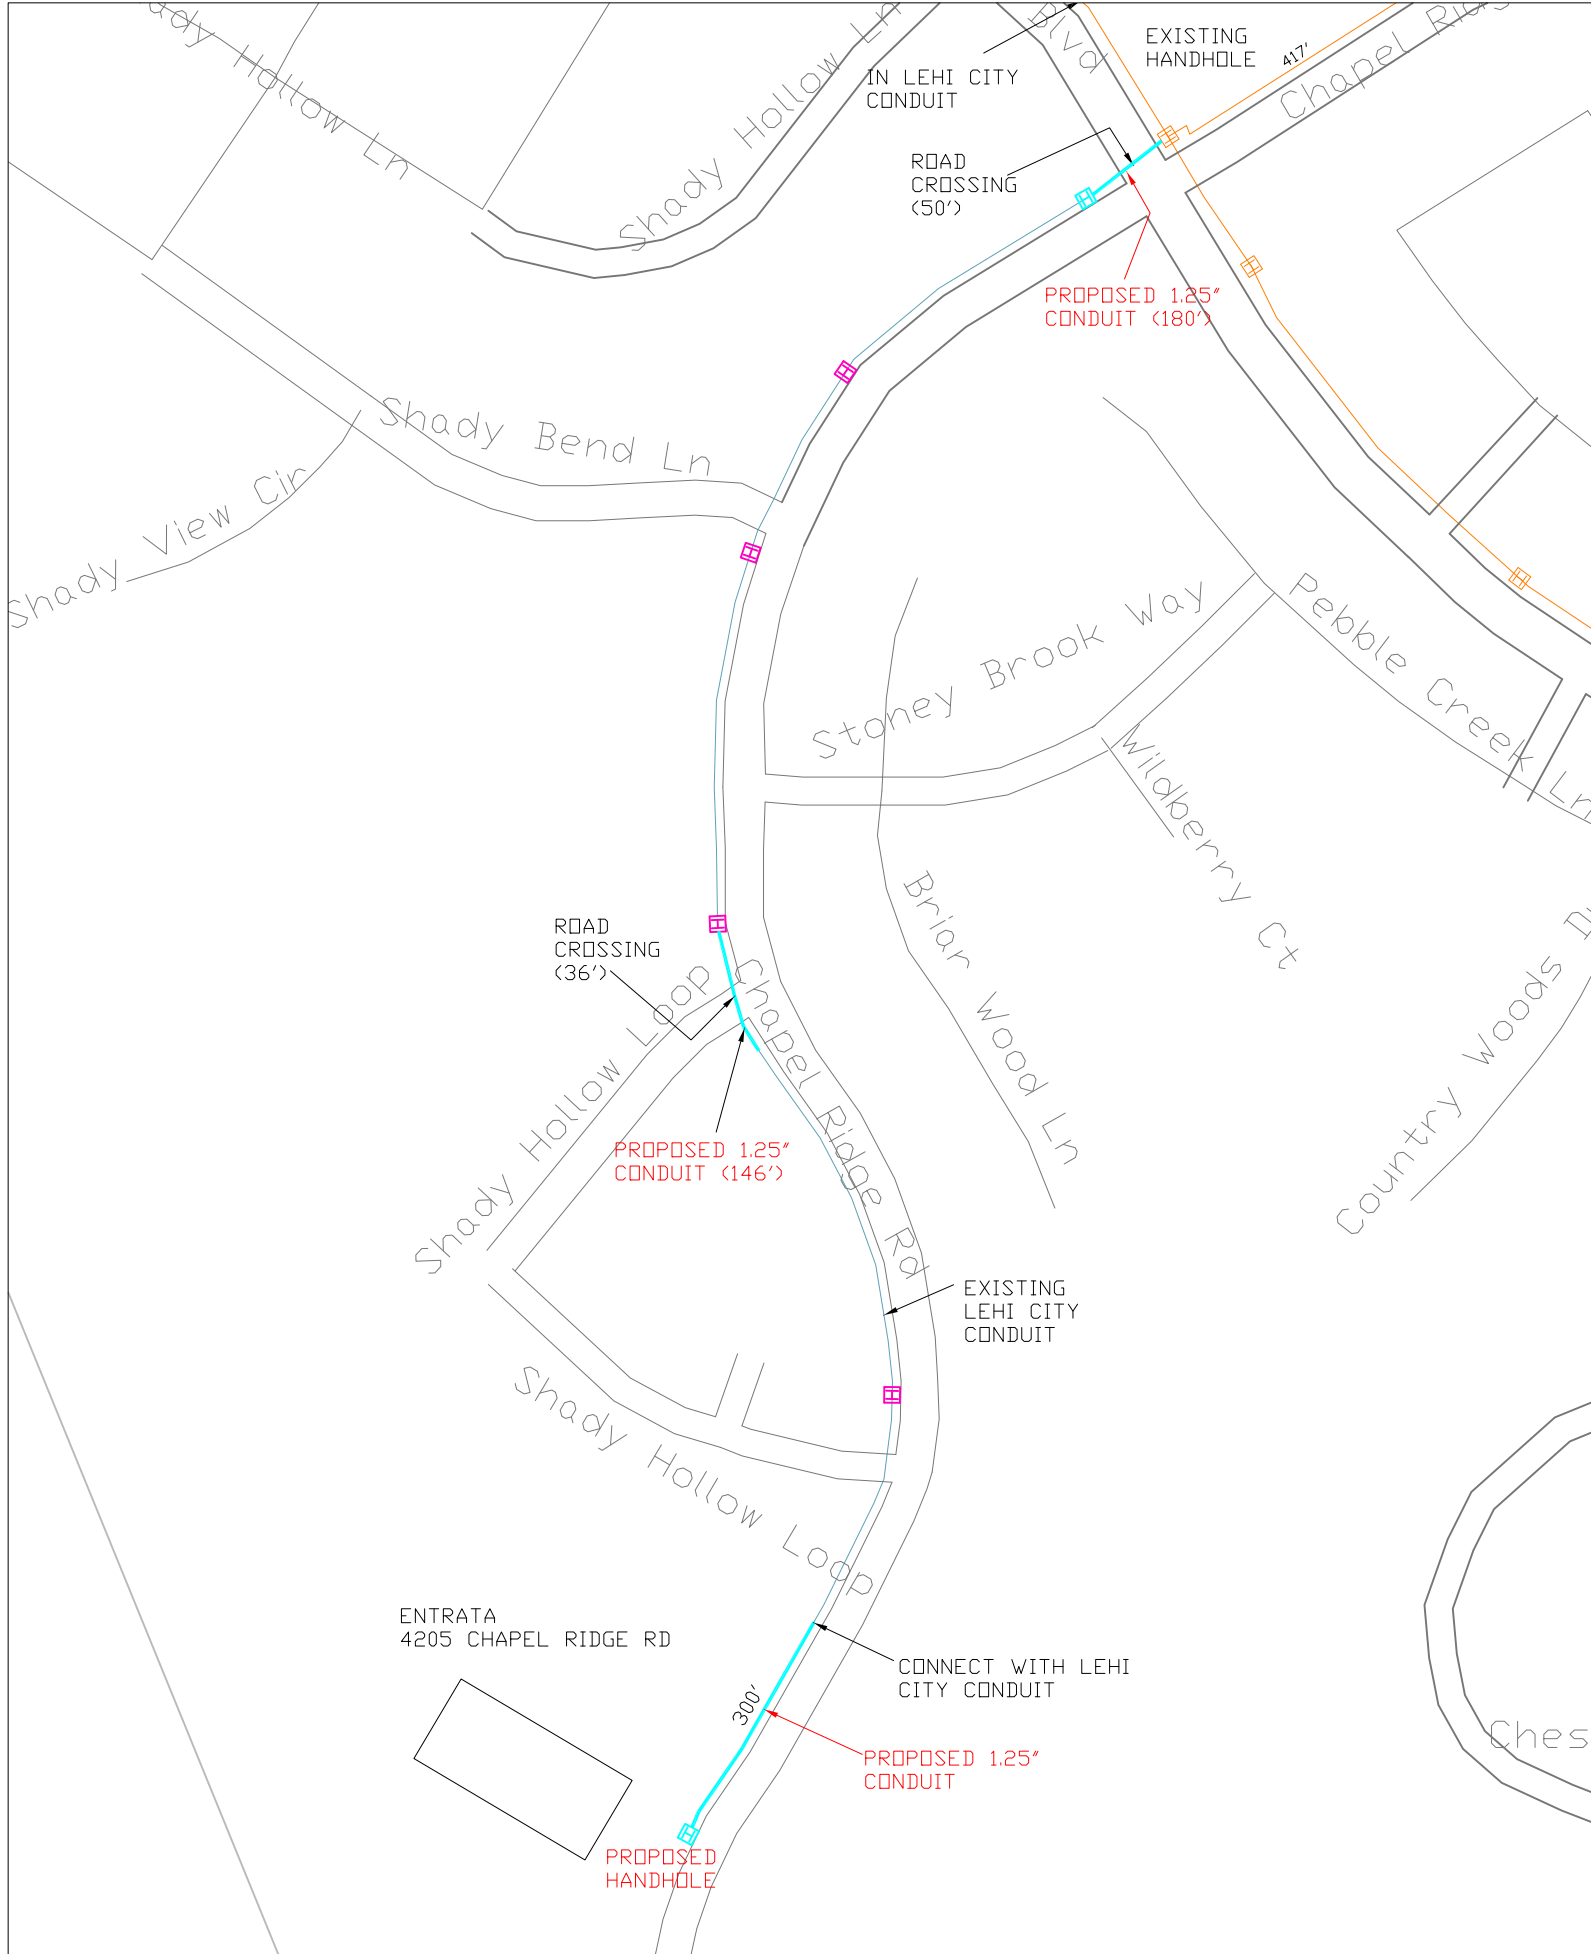 ady Hollow Ln
Shady Hollow Ln
Blvd
EXISTING
HANDHOLE
417'
Chapel Ridg
IN LEHI CITY
CONDUIT
ROAD
CROSSING
(50')
PROPOSED 1.25"
CONDUIT (180')
Shady Bend Ln
Shady View Cir
Stoney Brook Way
Pebble Creek Ln
Wildberry Ct
Briar Wood Ln
Country Woods D
ROAD
CROSSING
(36')
Shady Hollow Loop
Chapel Ridge Rd
PROPOSED 1.25"
CONDUIT (146')
EXISTING
LEHI CITY
CONDUIT
Shady Hollow Loop
ENTRATA
4205 CHAPEL RIDGE RD
CONNECT WITH LEHI
CITY CONDUIT
300'
PROPOSED 1.25"
CONDUIT
Ches
PROPOSED
HANDHOLE